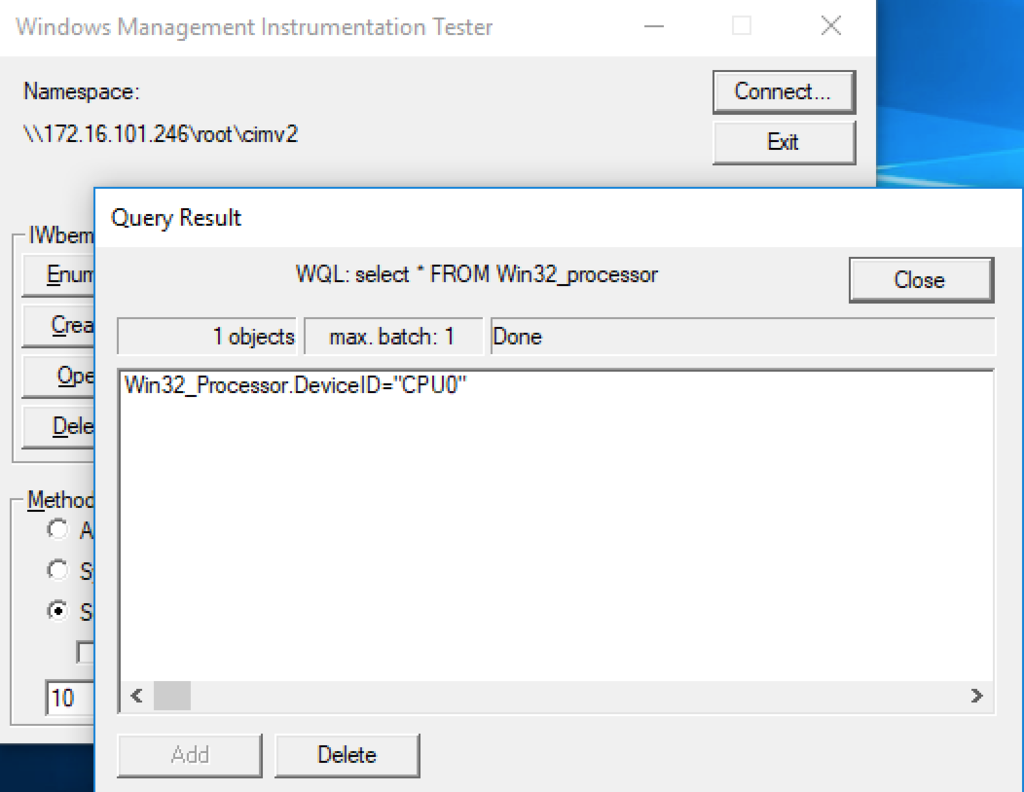 Windows Management Instrumentation Tester
Namespace:
Connect...
\\172.16.101.246\root\cimv2
Exit
IWbem
Enum
Crea
Ope
Dele
Method
A
S
S
10
Query Result
WQL: select * FROM Win32_processor
Close
1 objects
max. batch: 1
Done
Win32_Processor.DeviceID="CPU0"
Add
Delete